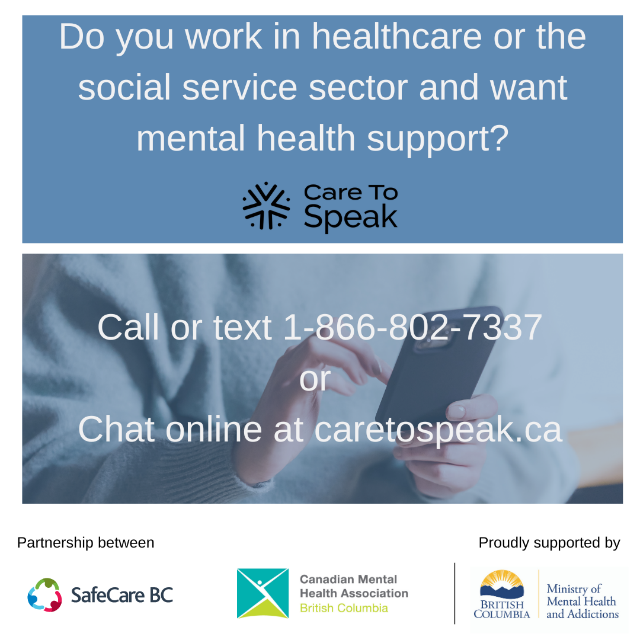 Do you work in healthcare or the
social service sector and want
mental health support?
Care To
Speak
Call or text 1-866-802-7337
or
Chat online at caretospeak.ca
Partnership between
Proudly supported by
SafeCare BC
Canadian Mental
Health Association
British Columbia
BRITISH
COLUMBIA
Ministry of
Mental Health
and Addictions